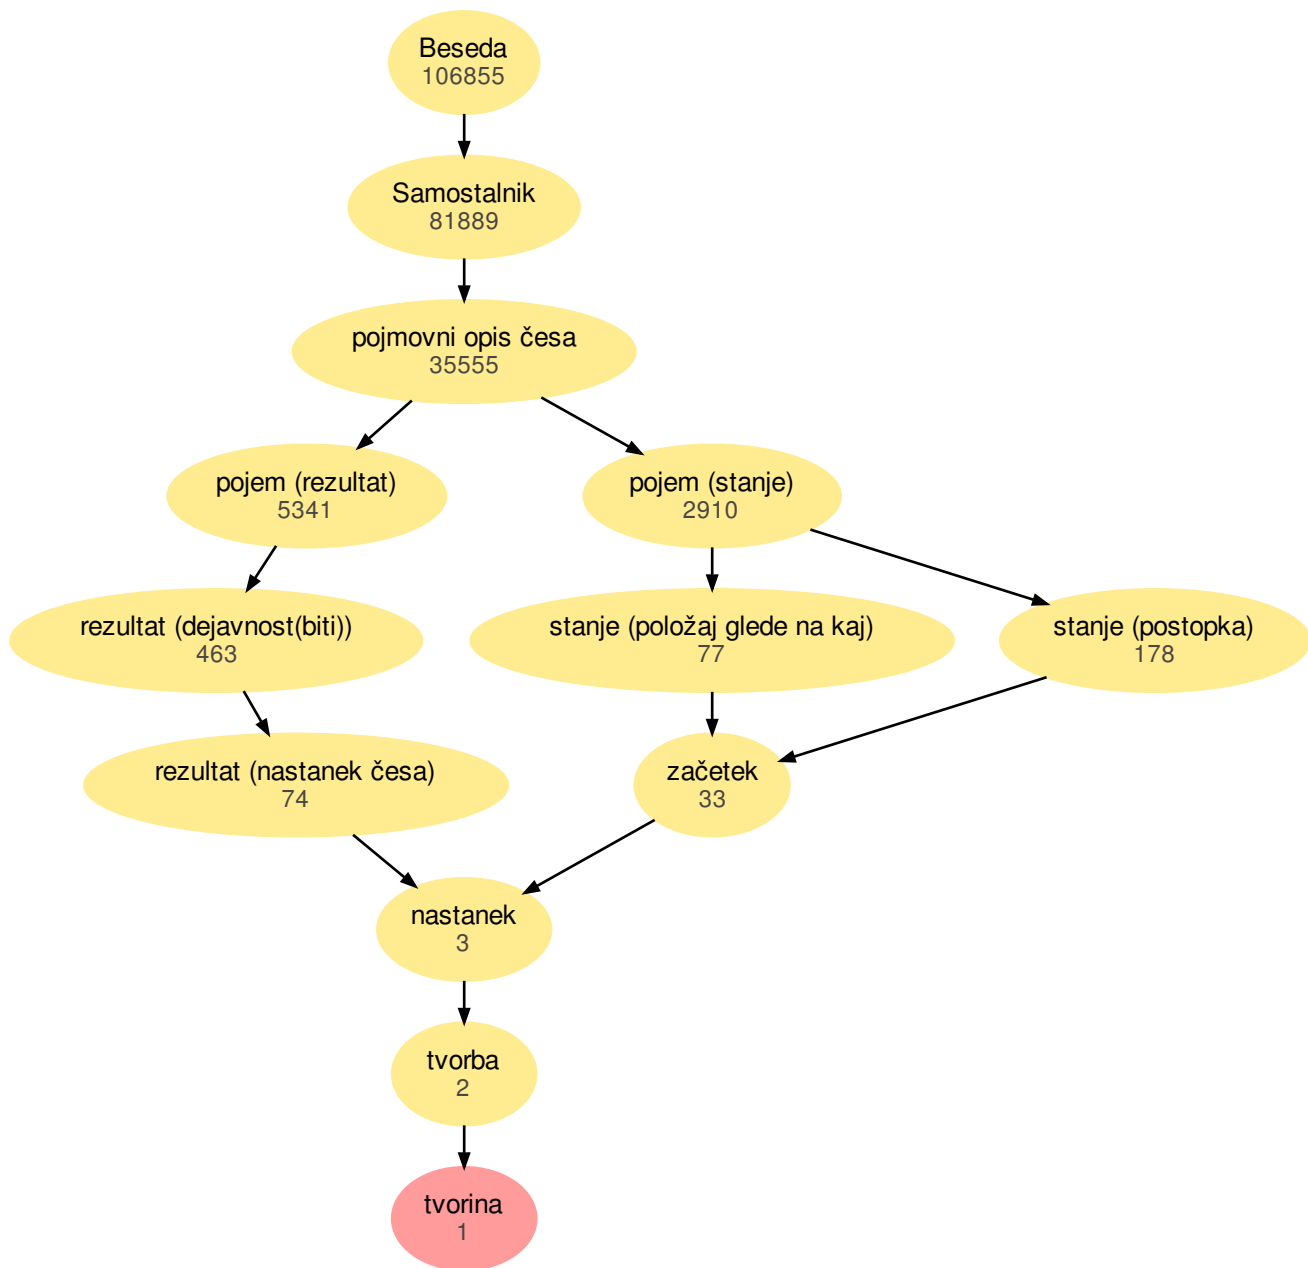 Beseda
106855
Samostalnik
81889
pojmovni opis česa
35555
pojem (rezultat)
5341
pojem (stanje)
2910
rezultat (dejavnost(biti))
463
stanje (položaj glede na kaj)
77
stanje (postopka)
178
rezultat (nastanek česa)
74
začetek
33
nastanek
3
tvorba
2
tvorina
1